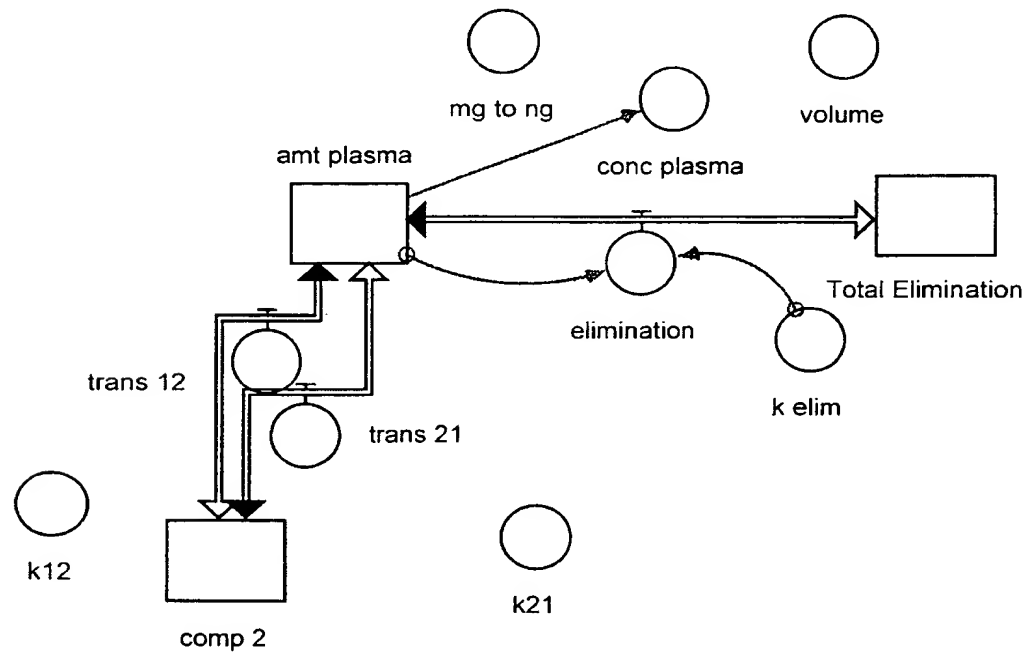 mg to ng
volume
amt plasma
conc plasma
Total Elimination
elimination
trans 12
k elim
trans 21
k12
k21
comp 2